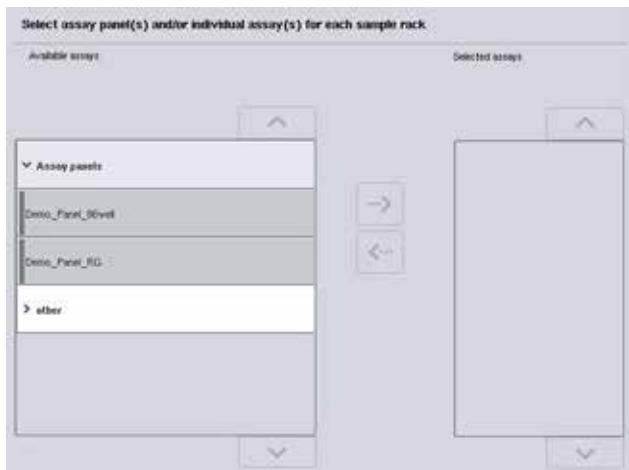 Select assay panel(s) and/or individual assay(s) for each sample rack
Available assays
Selected assays
Assay panels
Demo_Panel_96well
Demo_Panel_RG
other